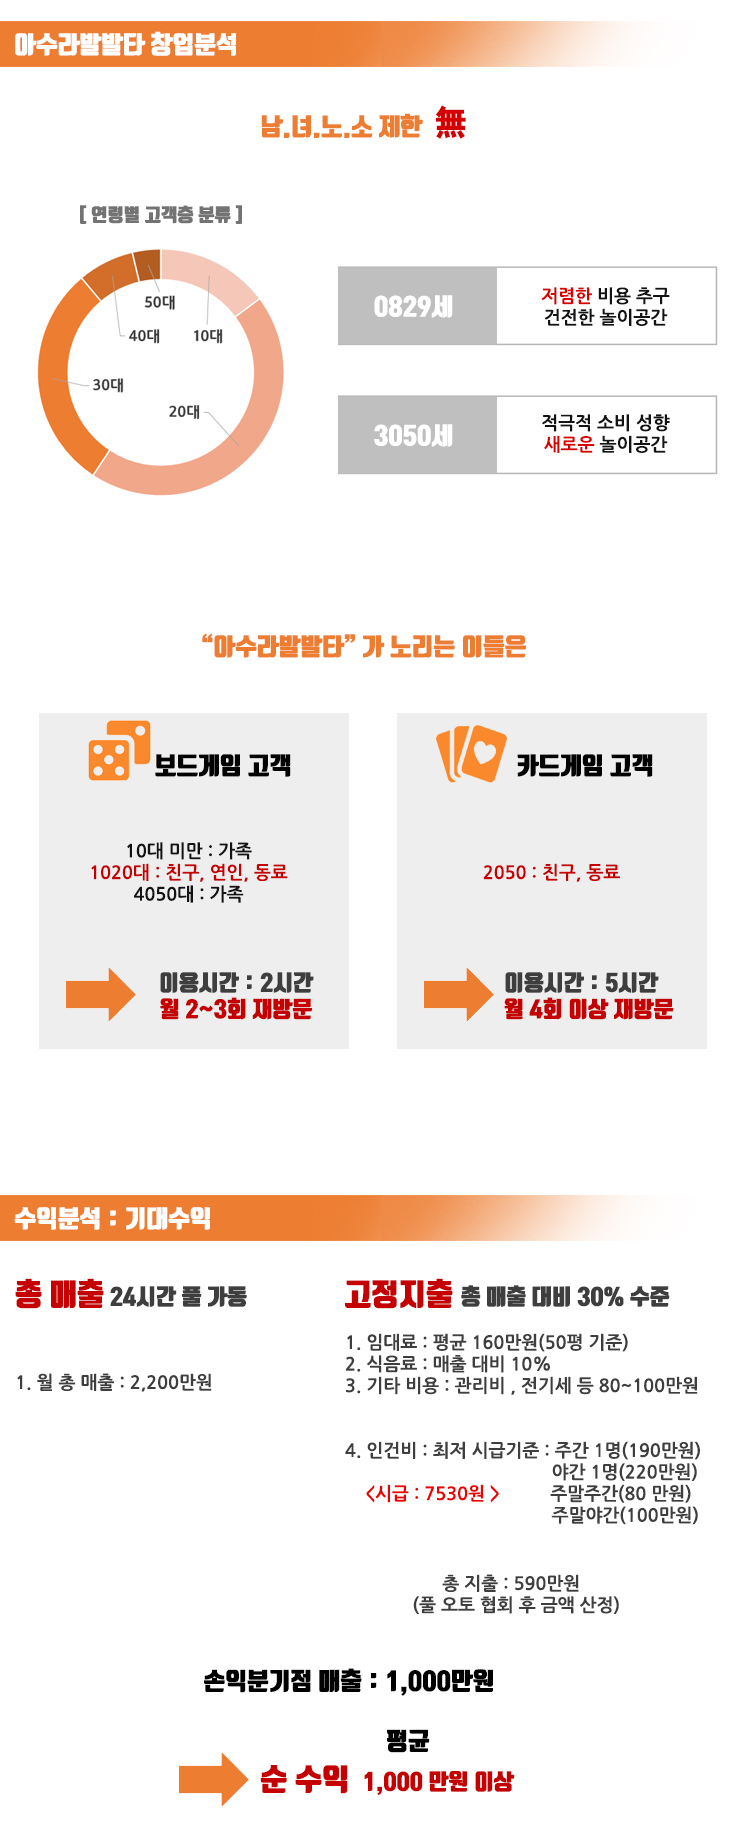 아수라발발타 창업분석
남.녀.노.소 제한 無
[ 연령별 고객층 분류 ]
50대
40대
10대
30대
20대
0829세
저렴한 비용 추구
건전한 놀이공간
3050세
적극적 소비 성향
새로운 놀이공간
“아수라발발타” 가 노리는 이들은
보드게임 고객
10대 미만 : 가족
1020대 : 친구, 연인, 동료
4050대 : 가족
이용시간 : 2시간
월 2~3회 재방문
카드게임 고객
2050 : 친구, 동료
이용시간 : 5시간
월 4회 이상 재방문
수익분석 : 기대수익
총 매출 24시간 풀 가동
1. 월 총 매출 : 2,200만원
고정지출 총 매출 대비 30% 수준
1. 임대료 : 평균 160만원(50평 기준)
2. 식음료 : 매출 대비 10%
3. 기타 비용 : 관리비 , 전기세 등 80~100만원
4. 인건비 : 최저 시급기준 : 주간 1명(190만원)
야간 1명(220만원)
<시급 : 7530원 > 주말주간(80 만원)
주말야간(100만원)
총 지출 : 590만원
(풀 오토 협회 후 금액 산정)
손익분기점 매출 : 1,000만원
평균
순 수익 1,000 만원 이상